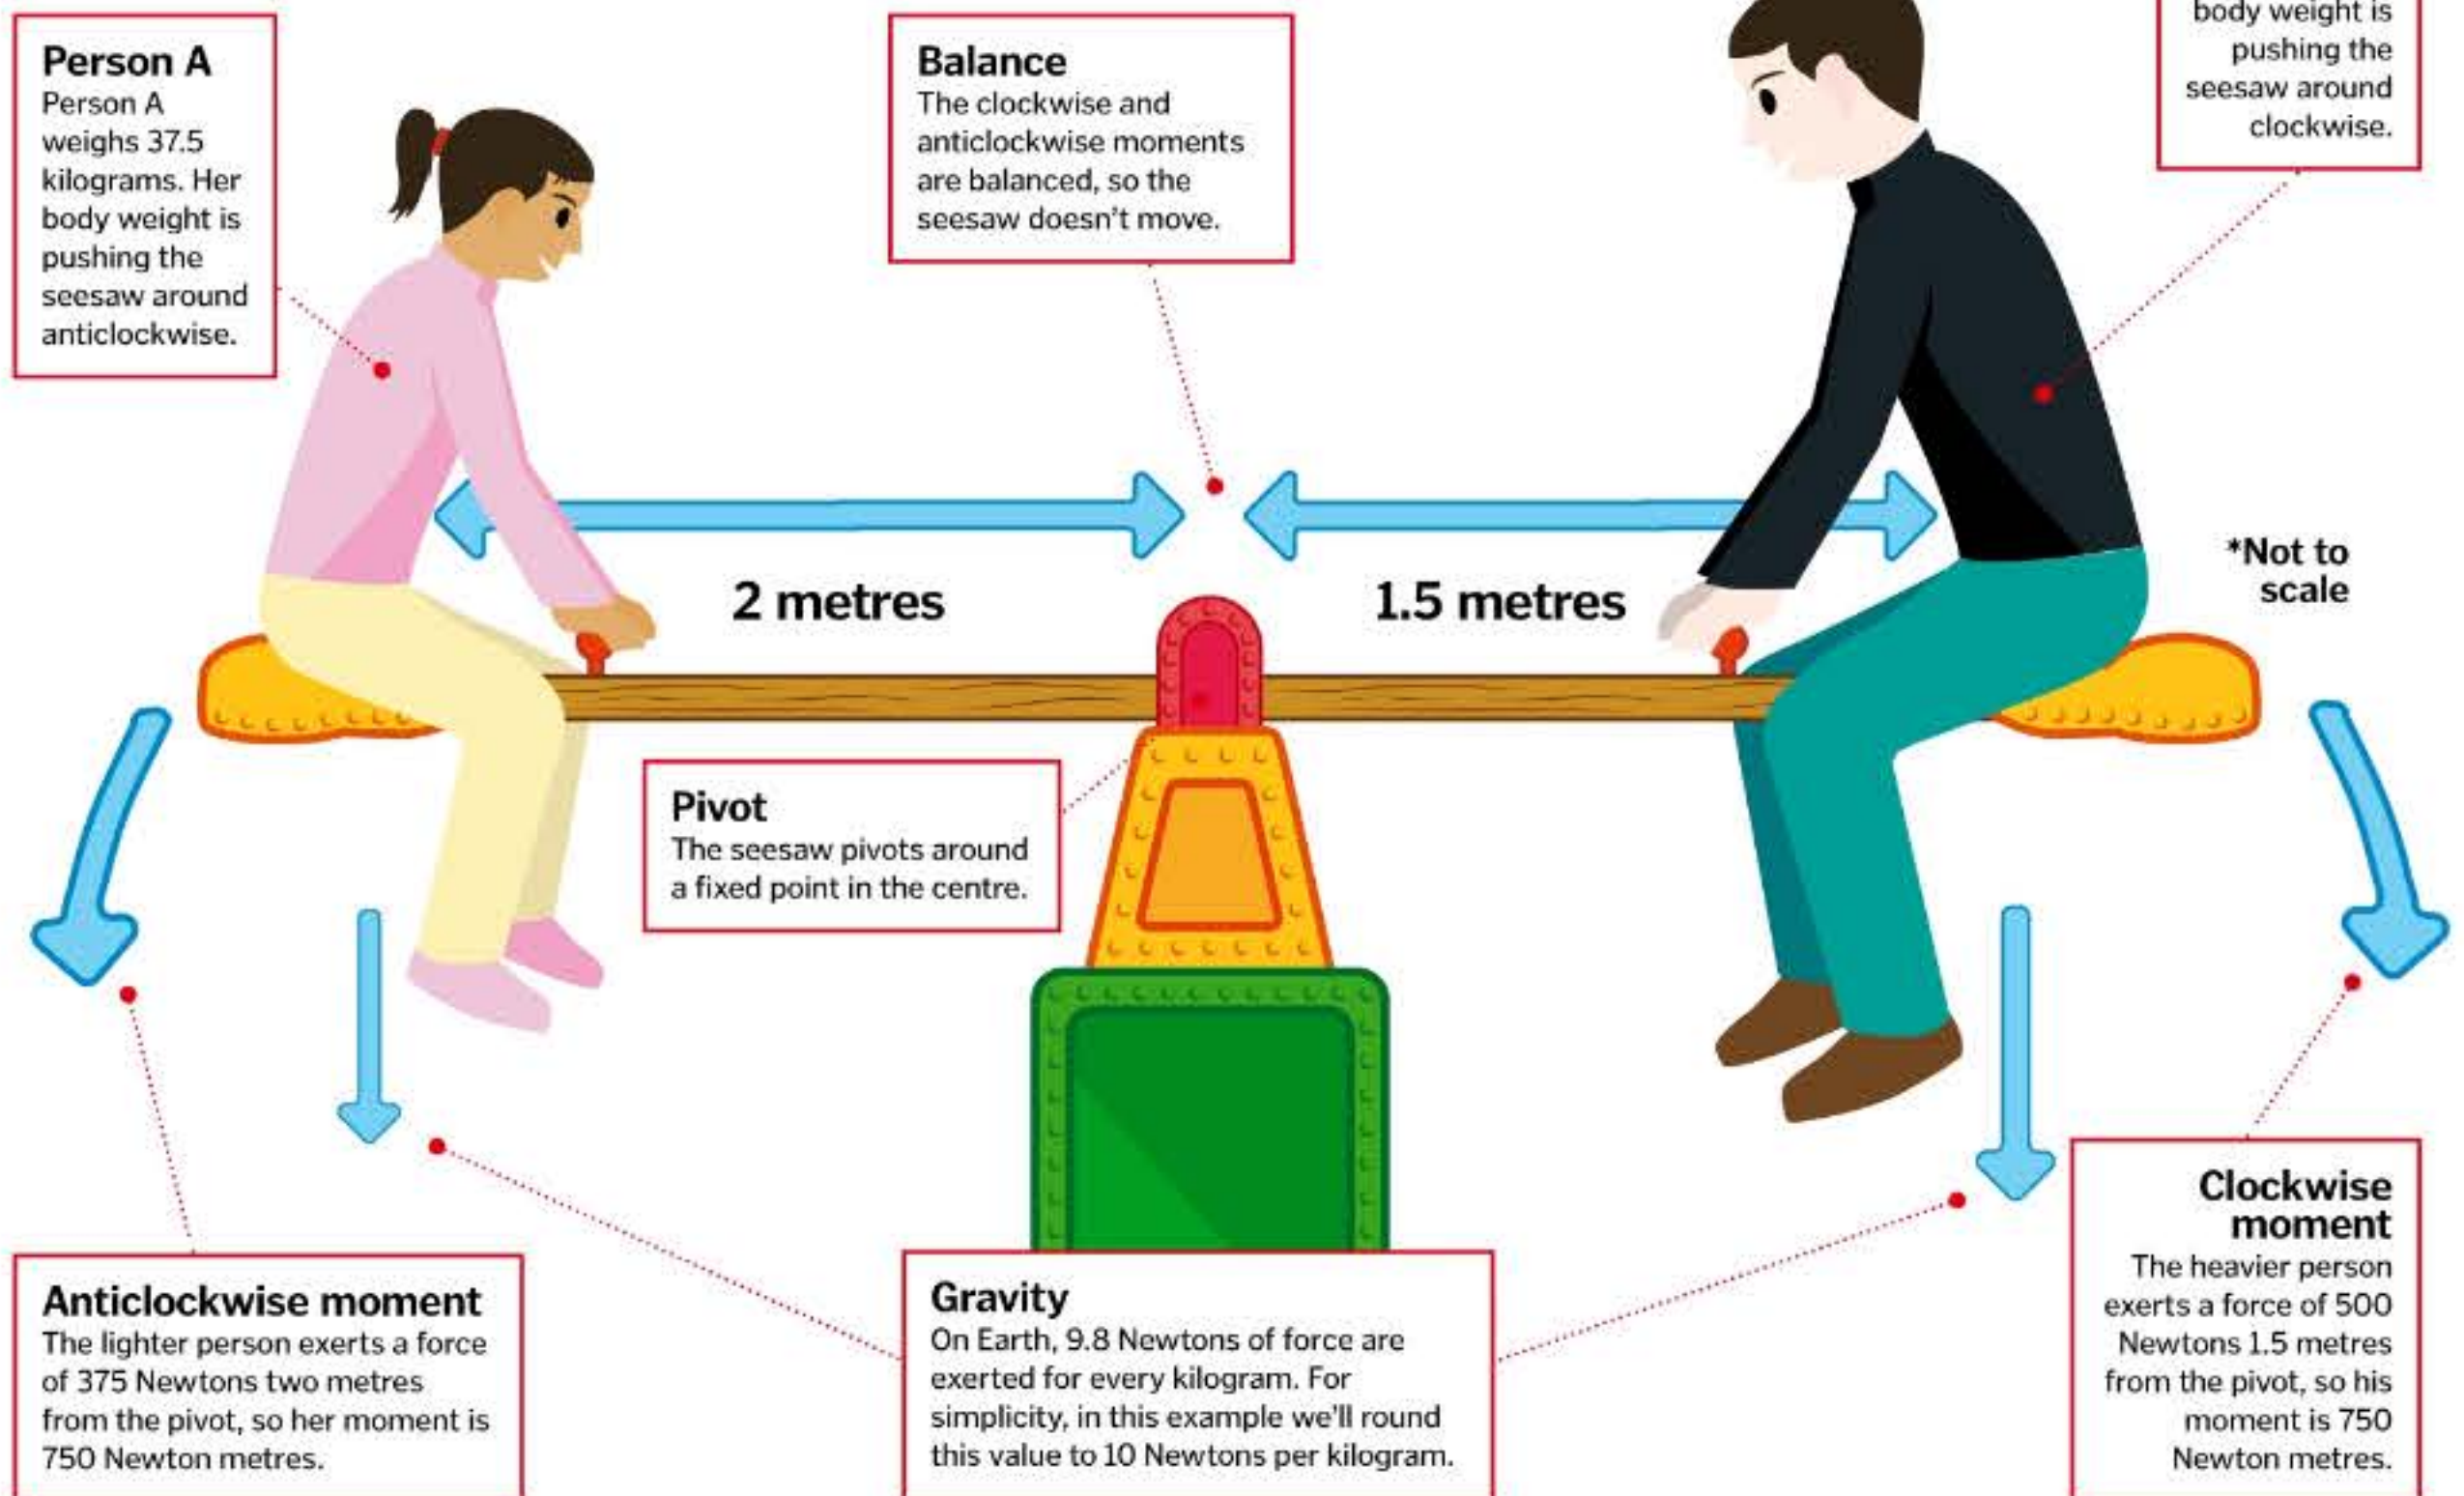 Person A
Person A
weighs 37.5
kilograms. Her
body weight is
pushing the
seesaw around
anticlockwise.
Balance
The clockwise and
anticlockwise moments
are balanced, so the
seesaw doesn't move.
body weight is
pushing the
seesaw around
clockwise.
2 metres
1.5 metres
*Not to
scale
Pivot
The seesaw pivots around
a fixed point in the centre.
Anticlockwise moment
The lighter person exerts a force
of 375 Newtons two metres
from the pivot, so her moment is
750 Newton metres.
Gravity
On Earth, 9.8 Newtons of force are
exerted for every kilogram. For
simplicity, in this example we'll round
this value to 10 Newtons per kilogram.
Clockwise
moment
The heavier person
exerts a force of 500
Newtons 1.5 metres
from the pivot, so his
moment is 750
Newton metres.